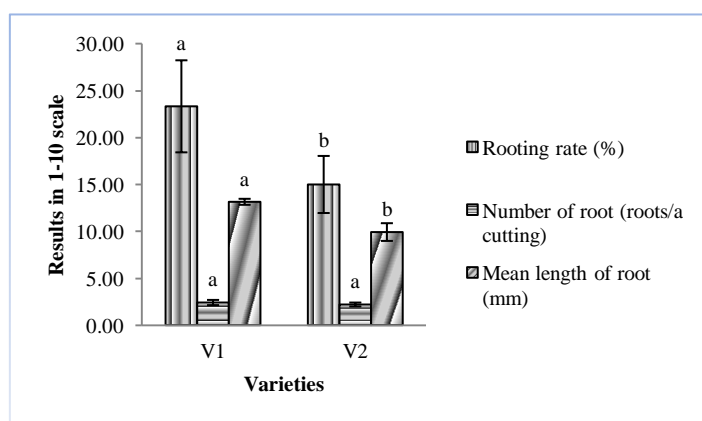 30.00
25.00
20.00
15.00
10.00
5.00
0.00
Results in 1-10 scale
a
a
a
b
a
b
V1
V2
Varieties
Rooting rate (%)
Number of root (roots/a
cutting)
Mean length of root
(mm)